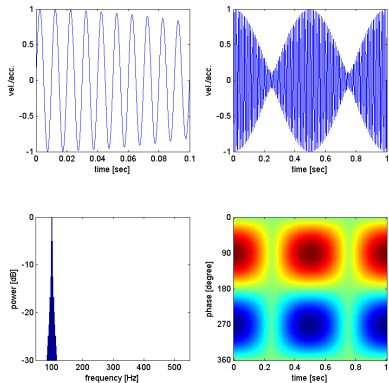 1
0.5
0
-0.5
-1
vel./acc.
0 0.02 0.04 0.06 0.08 0.1
time [sec]
1
0.5
0
-0.5
-1
vel./acc.
0 0.2 0.4 0.6 0.8 1
time [sec]
0
-10
-20
-30
power [dB]
100 200 300 400 500
frequency [Hz]
0
90
180
270
360
phase [degree]
0 0.2 0.4 0.6 0.8 1
time [sec]